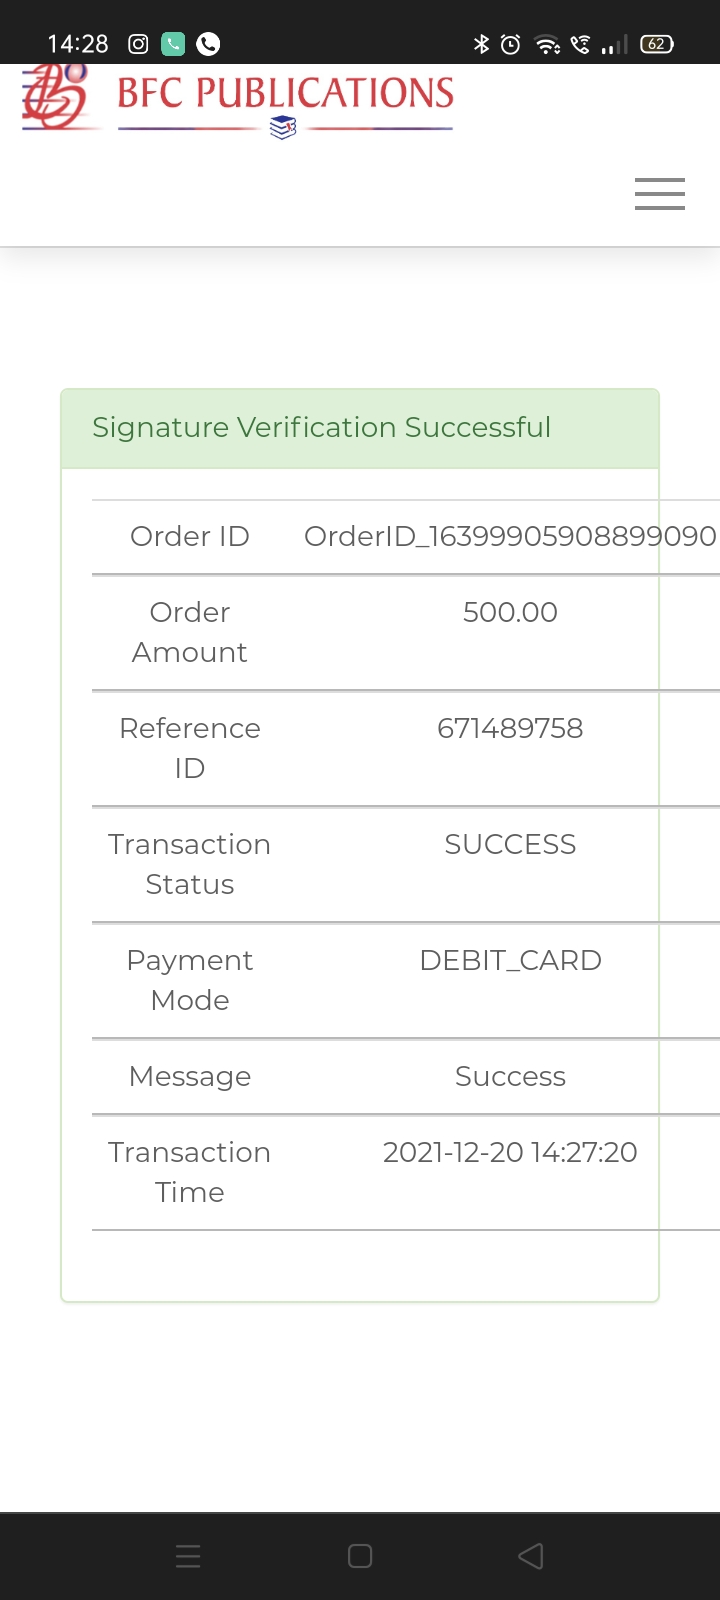 14:28 62
BFC PUBLICATIONS
Signature Verification Successful
Order ID OrderID_16399905908899090
Order 500.00
Amount
Reference 671489758
ID
Transaction SUCCESS
Status
Payment DEBIT_CARD
Mode
Message Success
Transaction 2021-12-20 14:27:20
Time